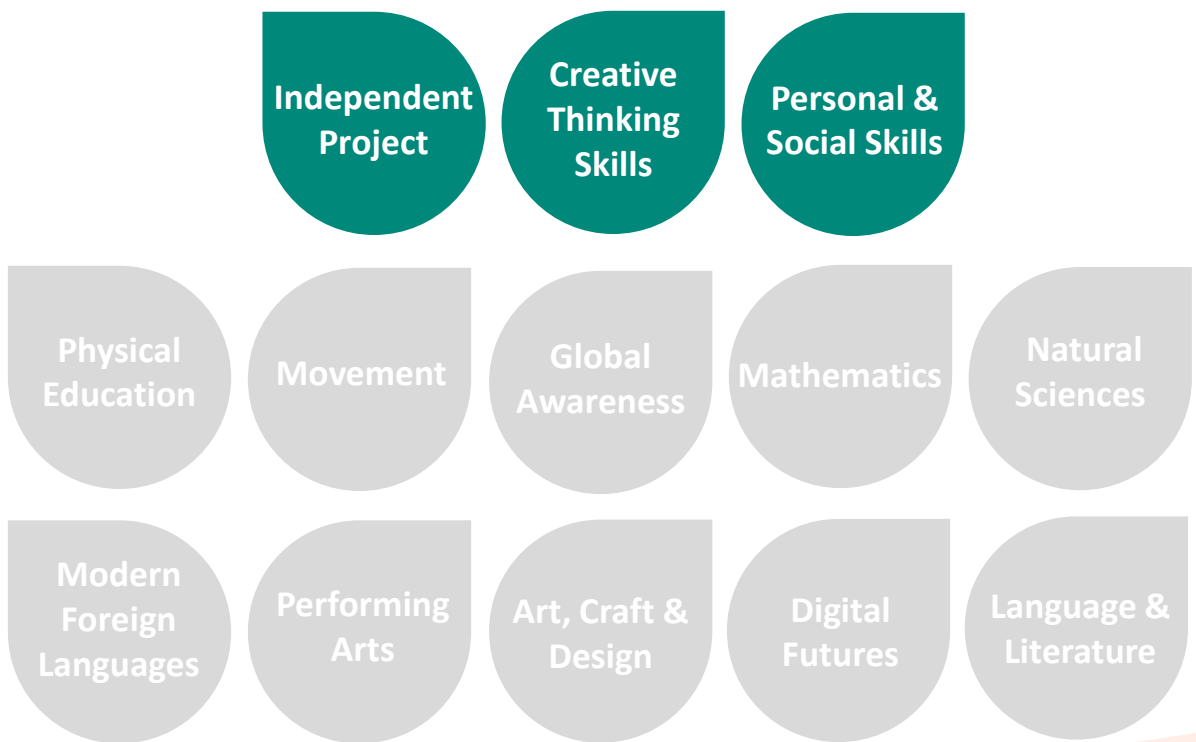 Independent
Project
Creative
Thinking
Skills
Personal &
Social Skills
Physical
Education
Movement
Global
Awareness
Mathematics
Natural
Sciences
Modern
Foreign
Languages
Performing
Arts
Art, Craft &
Design
Digital
Futures
Language &
Literature